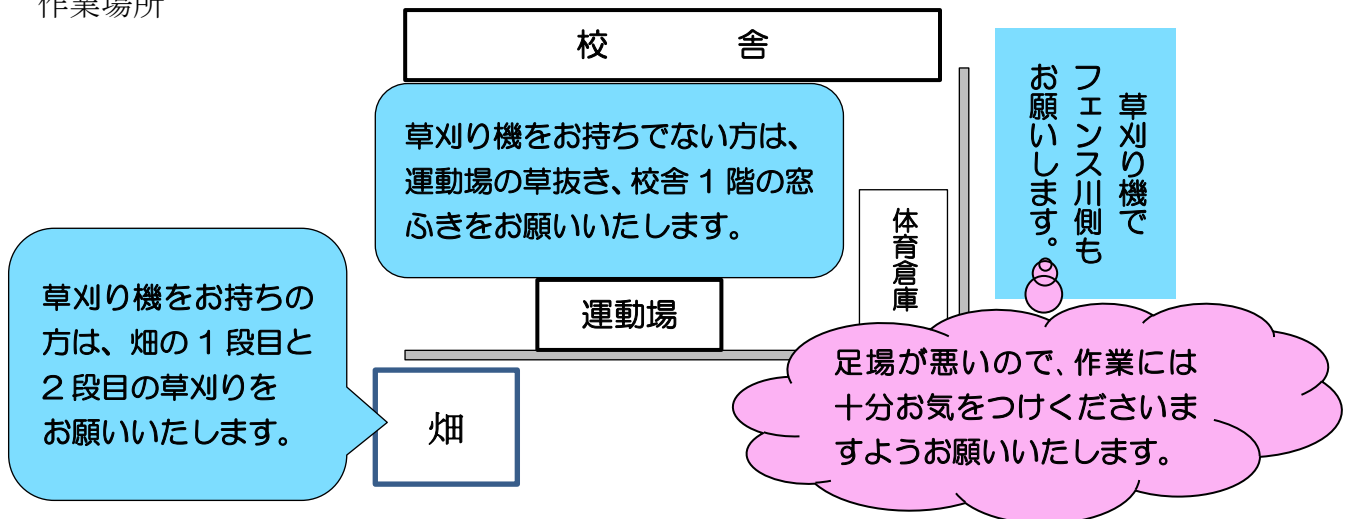 作業場所
校　　　舎
草刈り機で
フェンス川側も
お願いします。
草刈り機をお持ちでない方は、
運動場の草抜き、校舎1階の窓
ふきをお願いいたします。
体育倉庫
草刈り機をお持ちの
方は、畑の1段目と
2段目の草刈りを
お願いいたします。
運動場
畑
足場が悪いので、作業には
十分お気をつけくださいま
すようお願いいたします。